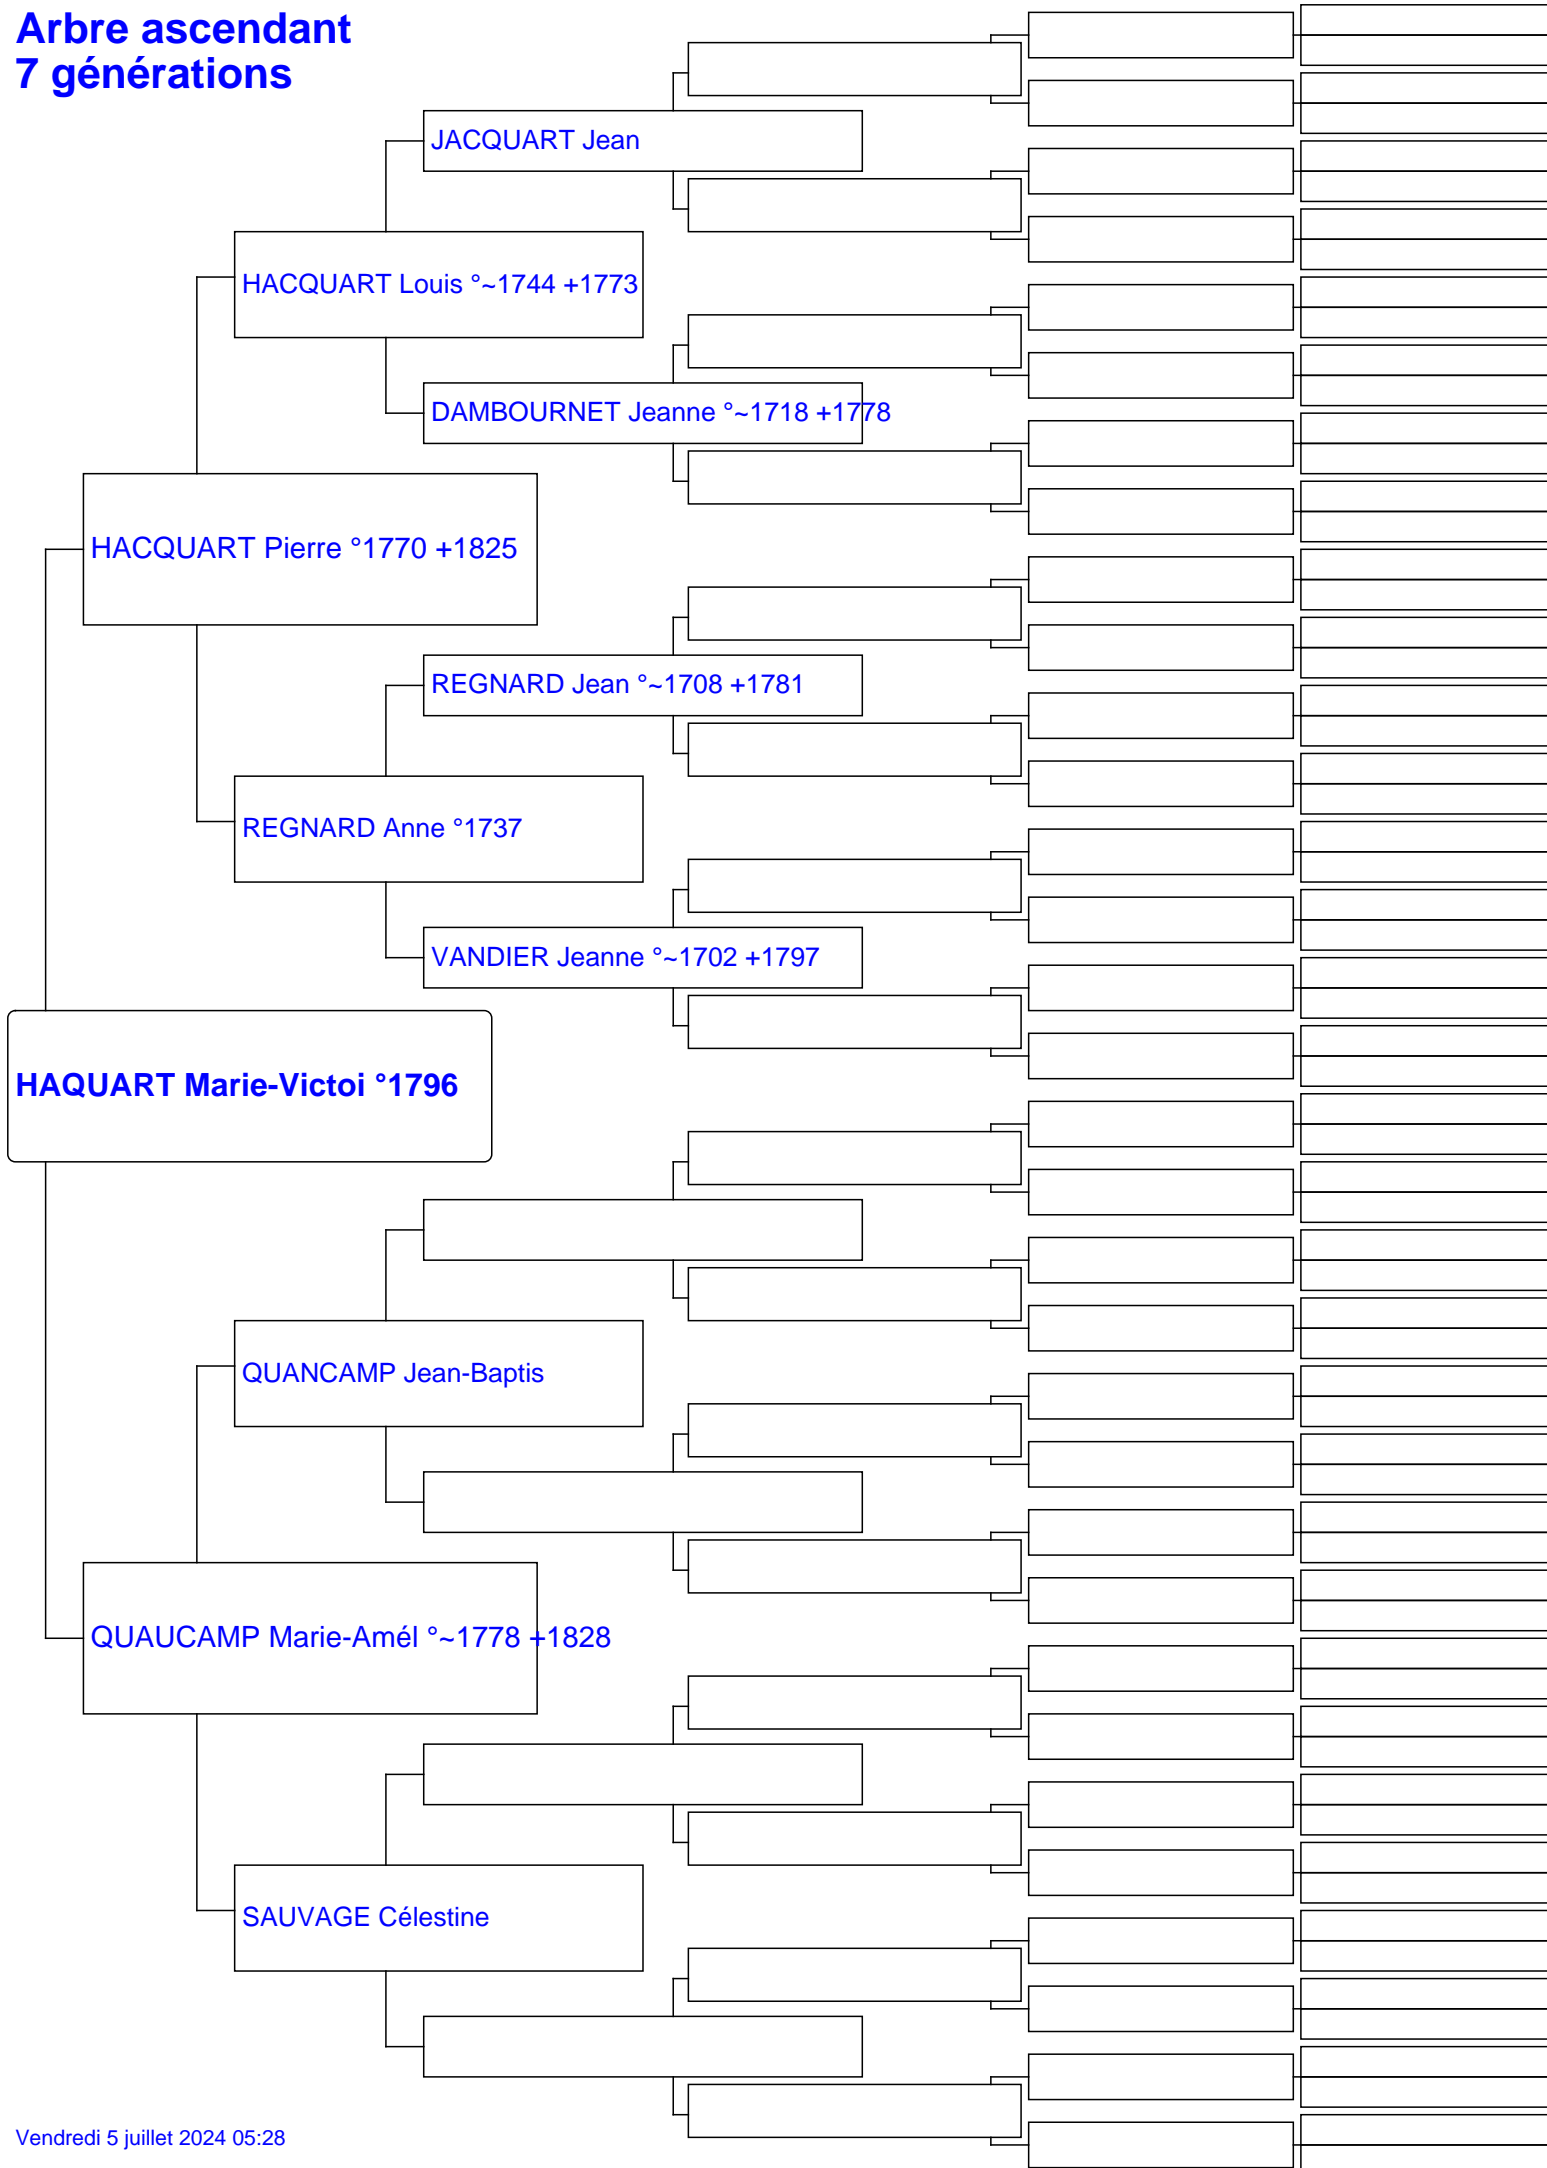 Arbre ascendant
7 générations
JACQUART Jean
HACQUART Louis °~1744 +1773
DAMBOURNET Jeanne °~1718 +1778
HACQUART Pierre °1770 +1825
REGNARD Jean °~1708 +1781
REGNARD Anne °1737
VANDIER Jeanne °~1702 +1797
HAQUART Marie-Victoi °1796
QUANCAMP Jean-Baptis
QUAUCAMP Marie-Amél °~1778 +1828
SAUVAGE Célestine
Vendredi 5 juillet 2024 05:28